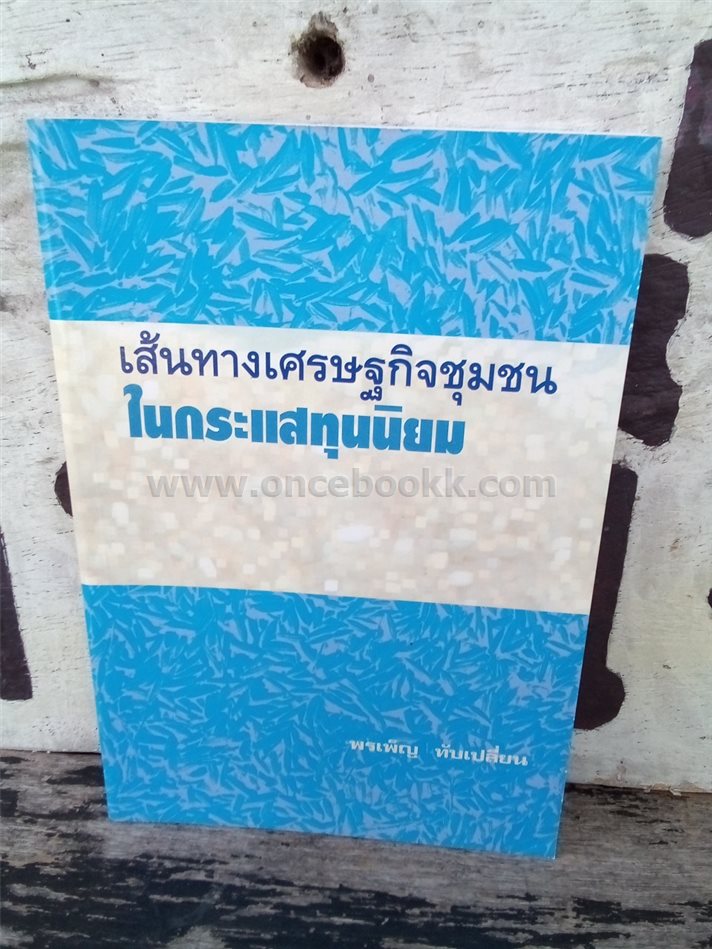 เส้นทางเศรษฐกิจชุมชน
ในกระแสทุนนิยม
www.oncebookk.com
พรเพ็ญ ทับเปลี่ยน